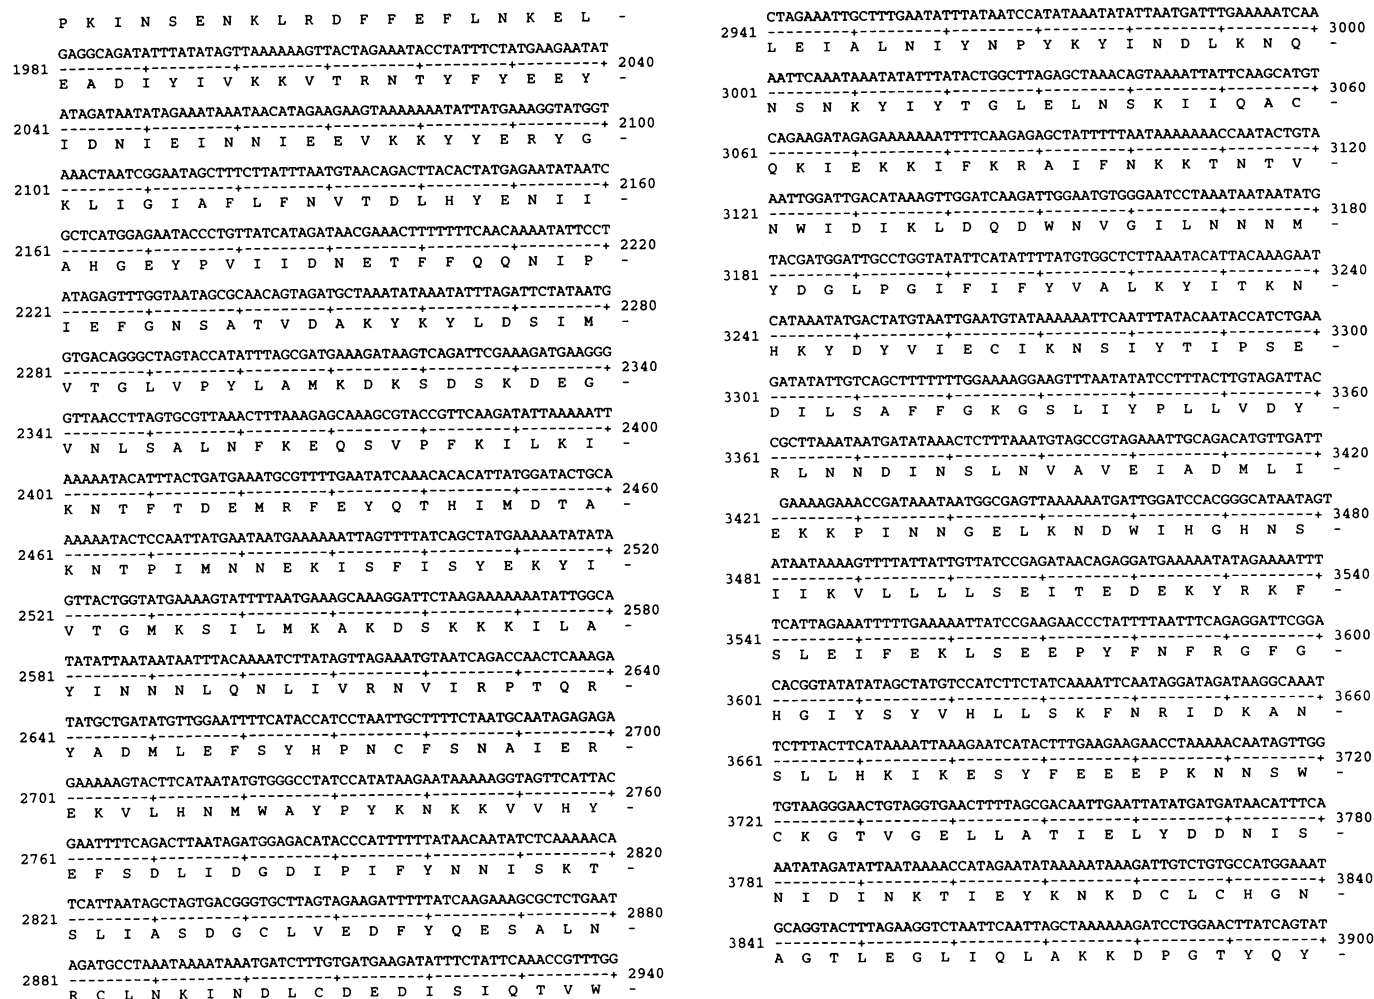 P K I N S E N K L R D F F E F L N K E L -
GAGGCAGATATTTATATAGTTAAAAAAGTTACTAGAAATACCTATTTCTATGAAGAATAT
1981 ---------+---------+---------+---------+---------+---------+ 2040
E A D I Y I V K K V T R N T Y F Y E E Y -
ATAGATAATATAGAAATAAATAACATAGAAGAAGTAAAAAAATATTATGAAAGGTATGGT
2041 ---------+---------+---------+---------+---------+---------+ 2100
I D N I E I N N I E E V K K Y Y E R Y G -
AAACTAATCGGAATAGCTTTCTTATTTAATGTAACAGACTTACACTATGAGAATATAATC
2101 ---------+---------+---------+---------+---------+---------+ 2160
K L I G I A F L F N V T D L H Y E N I I -
GCTCATGGAGAATACCCTGTTATCATAGATAACGAAACTTTTTTTCAACAAAATATTCCT
2161 ---------+---------+---------+---------+---------+---------+ 2220
A H G E Y P V I I D N E T F F Q Q N I P -
ATAGAGTTTGGTAATAGCGCAACAGTAGATGCTAAATATAAATATTTAGATTCTATAATG
2221 ---------+---------+---------+---------+---------+---------+ 2280
I E F G N S A T V D A K Y K Y L D S I M -
GTGACAGGGCTAGTACCATATTTAGCGATGAAAGATAAGTCAGATTCGAAAGATGAAGGG
2281 ---------+---------+---------+---------+---------+---------+ 2340
V T G L V P Y L A M K D K S D S K D E G -
GTTAACCTTAGTGCGTTAAACTTTAAAGAGCAAAGCGTACCGTTCAAGATATTAAAAATT
2341 ---------+---------+---------+---------+---------+---------+ 2400
V N L S A L N F K E Q S V P F K I L K I -
AAAAATACATTTACTGATGAAATGCGTTTTGAATATCAAACACACATTATGGATACTGCA
2401 ---------+---------+---------+---------+---------+---------+ 2460
K N T F T D E M R F E Y Q T H I M D T A -
AAAAATACTCCAATTATGAATAATGAAAAAATTAGTTTTATCAGCTATGAAAAATATATA
2461 ---------+---------+---------+---------+---------+---------+ 2520
K N T P I M N N E K I S F I S Y E K Y I -
GTTACTGGTATGAAAAGTATTTTAATGAAAGCAAAGGATTCTAAGAAAAAAATATTGGCA
2521 ---------+---------+---------+---------+---------+---------+ 2580
V T G M K S I L M K A K D S K K K I L A -
TATATTAATAATAATTTACAAAATCTTATAGTTAGAAATGTAATCAGACCAACTCAAAGA
2581 ---------+---------+---------+---------+---------+---------+ 2640
Y I N N N L Q N L I V R N V I R P T Q R -
TATGCTGATATGTTGGAATTTTCATACCATCCTAATTGCTTTTCTAATGCAATAGAGAGA
2641 ---------+---------+---------+---------+---------+---------+ 2700
Y A D M L E F S Y H P N C F S N A I E R -
GAAAAAGTACTTCATAATATGTGGGCCTATCCATATAAGAATAAAAAGGTAGTTCATTAC
2701 ---------+---------+---------+---------+---------+---------+ 2760
E K V L H N M W A Y P Y K N K K V V H Y -
GAATTTTCAGACTTAATAGATGGAGACATACCCATTTTTTATAACAATATCTCAAAAACA
2761 ---------+---------+---------+---------+---------+---------+ 2820
E F S D L I D G D I P I F Y N N I S K T -
TCATTAATAGCTAGTGACGGGTGCTTAGTAGAAGATTTTTATCAAGAAAGCGCTCTGAAT
2821 ---------+---------+---------+---------+---------+---------+ 2880
S L I A S D G C L V E D F Y Q E S A L N -
AGATGCCTAAATAAAATAAATGATCTTTGTGATGAAGATATTTCTATTCAAACCGTTTGG
2881 ---------+---------+---------+---------+---------+---------+ 2940
R C L N K I N D L C D E D I S I Q T V W -
CTAGAAATTGCTTTGAATATTTATAATCCATATAAATATATTAATGATTTGAAAAATCAA
2941 ---------+---------+---------+---------+---------+---------+ 3000
L E I A L N I Y N P Y K Y I N D L K N Q -
AATTCAAATAAATATATTTATACTGGCTTAGAGCTAAACAGTAAAATTATTCAAGCATGT
3001 ---------+---------+---------+---------+---------+---------+ 3060
N S N K Y I Y T G L E L N S K I I Q A C -
CAGAAGATAGAGAAAAAAATTTTCAAGAGAGCTATTTTTAATAAAAAAACCAATACTGTA
3061 ---------+---------+---------+---------+---------+---------+ 3120
Q K I E K K I F K R A I F N K K T N T V -
AATTGGATTGACATAAAGTTGGATCAAGATTGGAATGTGGGAATCCTAAATAATAATATG
3121 ---------+---------+---------+---------+---------+---------+ 3180
N W I D I K L D Q D W N V G I L N N N M -
TACGATGGATTGCCTGGTATATTCATATTTTATGTGGCTCTTAAATACATTACAAAGAAT
3181 ---------+---------+---------+---------+---------+---------+ 3240
Y D G L P G I F I F Y V A L K Y I T K N -
CATAAATATGACTATGTAATTGAATGTATAAAAAATTCAATTTATACAATACCATCTGAA
3241 ---------+---------+---------+---------+---------+---------+ 3300
H K Y D Y V I E C I K N S I Y T I P S E -
GATATATTGTCAGCTTTTTTTGGAAAAGGAAGTTTAATATATCCTTTACTTGTAGATTAC
3301 ---------+---------+---------+---------+---------+---------+ 3360
D I L S A F F G K G S L I Y P L L V D Y -
CGCTTAAATAATGATATAAACTCTTTAAATGTAGCCGTAGAAATTGCAGACATGTTGATT
3361 ---------+---------+---------+---------+---------+---------+ 3420
R L N N D I N S L N V A V E I A D M L I -
GAAAAGAAACCGATAAATAATGGCGAGTTAAAAAATGATTGGATCCACGGGCATAATAGT
3421 ---------+---------+---------+---------+---------+---------+ 3480
E K K P I N N G E L K N D W I H G H N S -
ATAATAAAAGTTTTATTATTGTTATCCGAGATAACAGAGGATGAAAAATATAGAAAATTT
3481 ---------+---------+---------+---------+---------+---------+ 3540
I I K V L L L L S E I T E D E K Y R K F -
TCATTAGAAATTTTTGAAAAATTATCCGAAGAACCCTATTTTAATTTCAGAGGATTCGGA
3541 ---------+---------+---------+---------+---------+---------+ 3600
S L E I F E K L S E E P Y F N F R G F G -
CACGGTATATATAGCTATGTCCATCTTCTATCAAAATTCAATAGGATAGATAAGGCAAAT
3601 ---------+---------+---------+---------+---------+---------+ 3660
H G I Y S Y V H L L S K F N R I D K A N -
TCTTTACTTCATAAAATTAAAGAATCATACTTTGAAGAAGAACCTAAAAACAATAGTTGG
3661 ---------+---------+---------+---------+---------+---------+ 3720
S L L H K I K E S Y F E E E P K N N S W -
TGTAAGGGAACTGTAGGTGAACTTTTAGCGACAATTGAATTATATGATGATAACATTTCA
3721 ---------+---------+---------+---------+---------+---------+ 3780
C K G T V G E L L A T I E L Y D D N I S -
AATATAGATATTAATAAAACCATAGAATATAAAAATAAAGATTGTCTGTGCCATGGAAAT
3781 ---------+---------+---------+---------+---------+---------+ 3840
N I D I N K T I E Y K N K D C L C H G N -
GCAGGTACTTTAGAAGGTCTAATTCAATTAGCTAAAAAAGATCCTGGAACTTATCAGTAT
3841 ---------+---------+---------+---------+---------+---------+ 3900
A G T L E G L I Q L A K K D P G T Y Q Y -